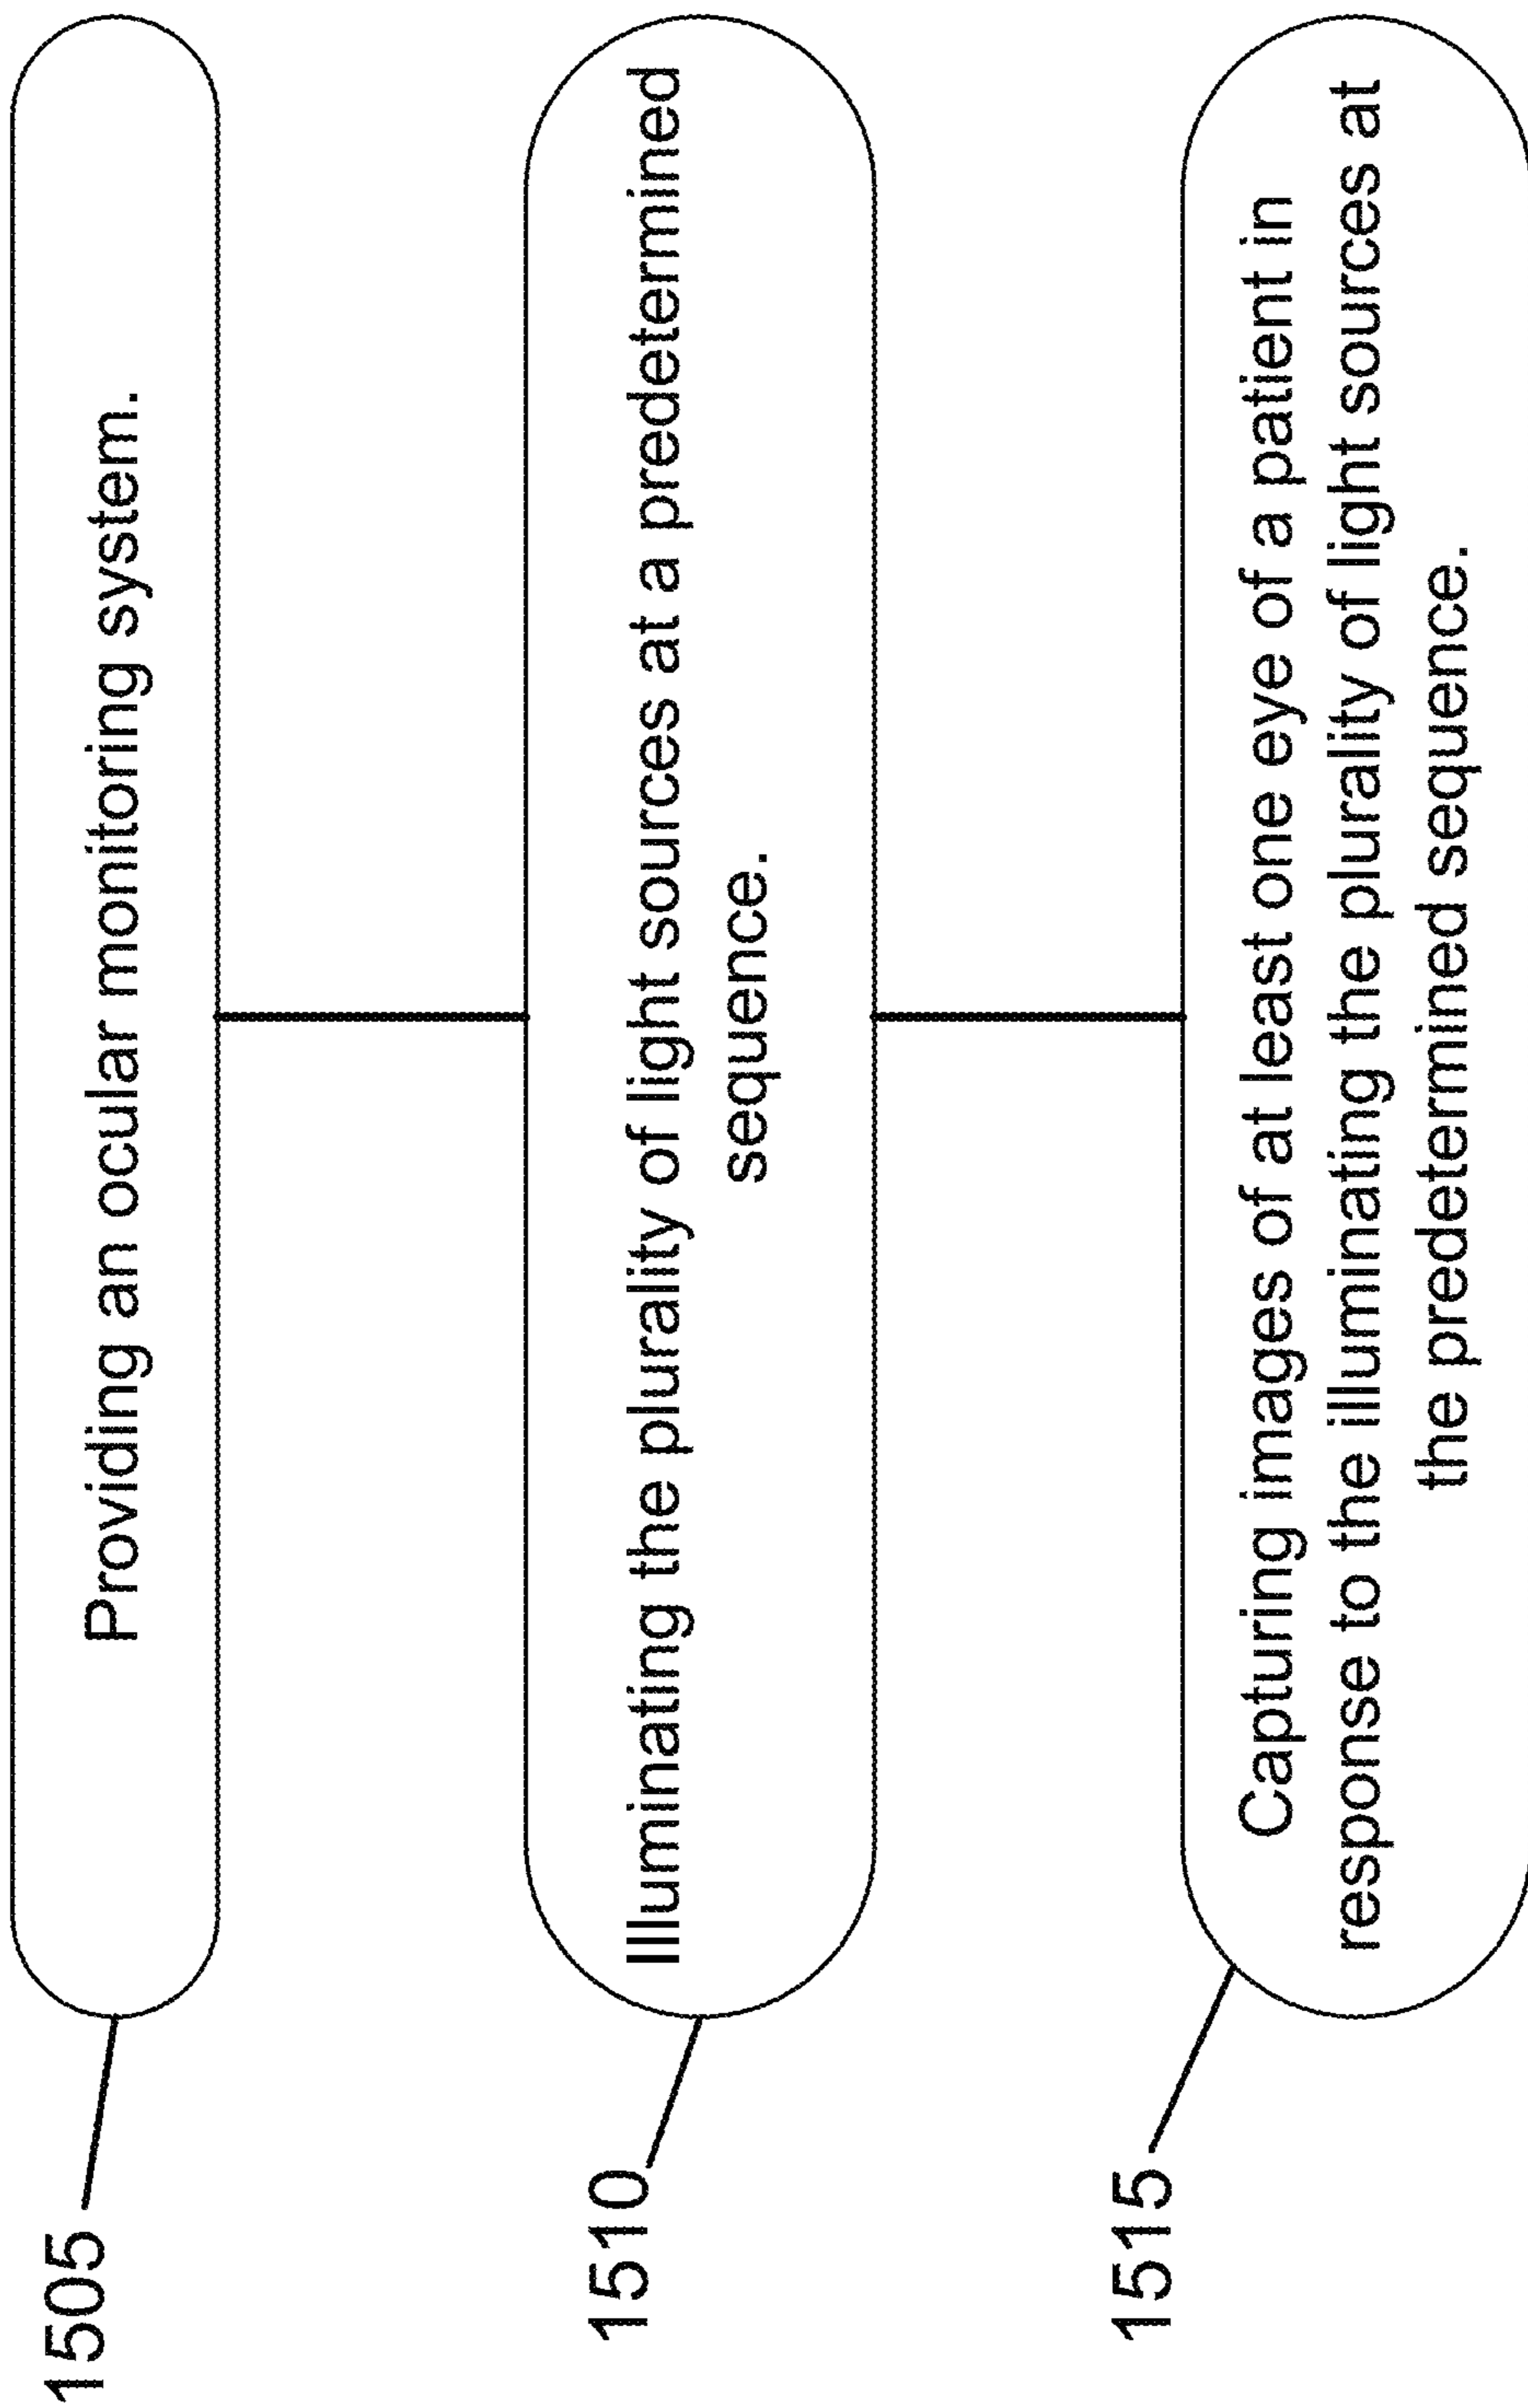 1505
Providing an ocular monitoring system.
1510
Illuminating the plurality of light sources at a predetermined
sequence.
1515
Capturing images of at least one eye of a patient in
response to the illuminating the plurality of light sources at
the predetermined sequence.